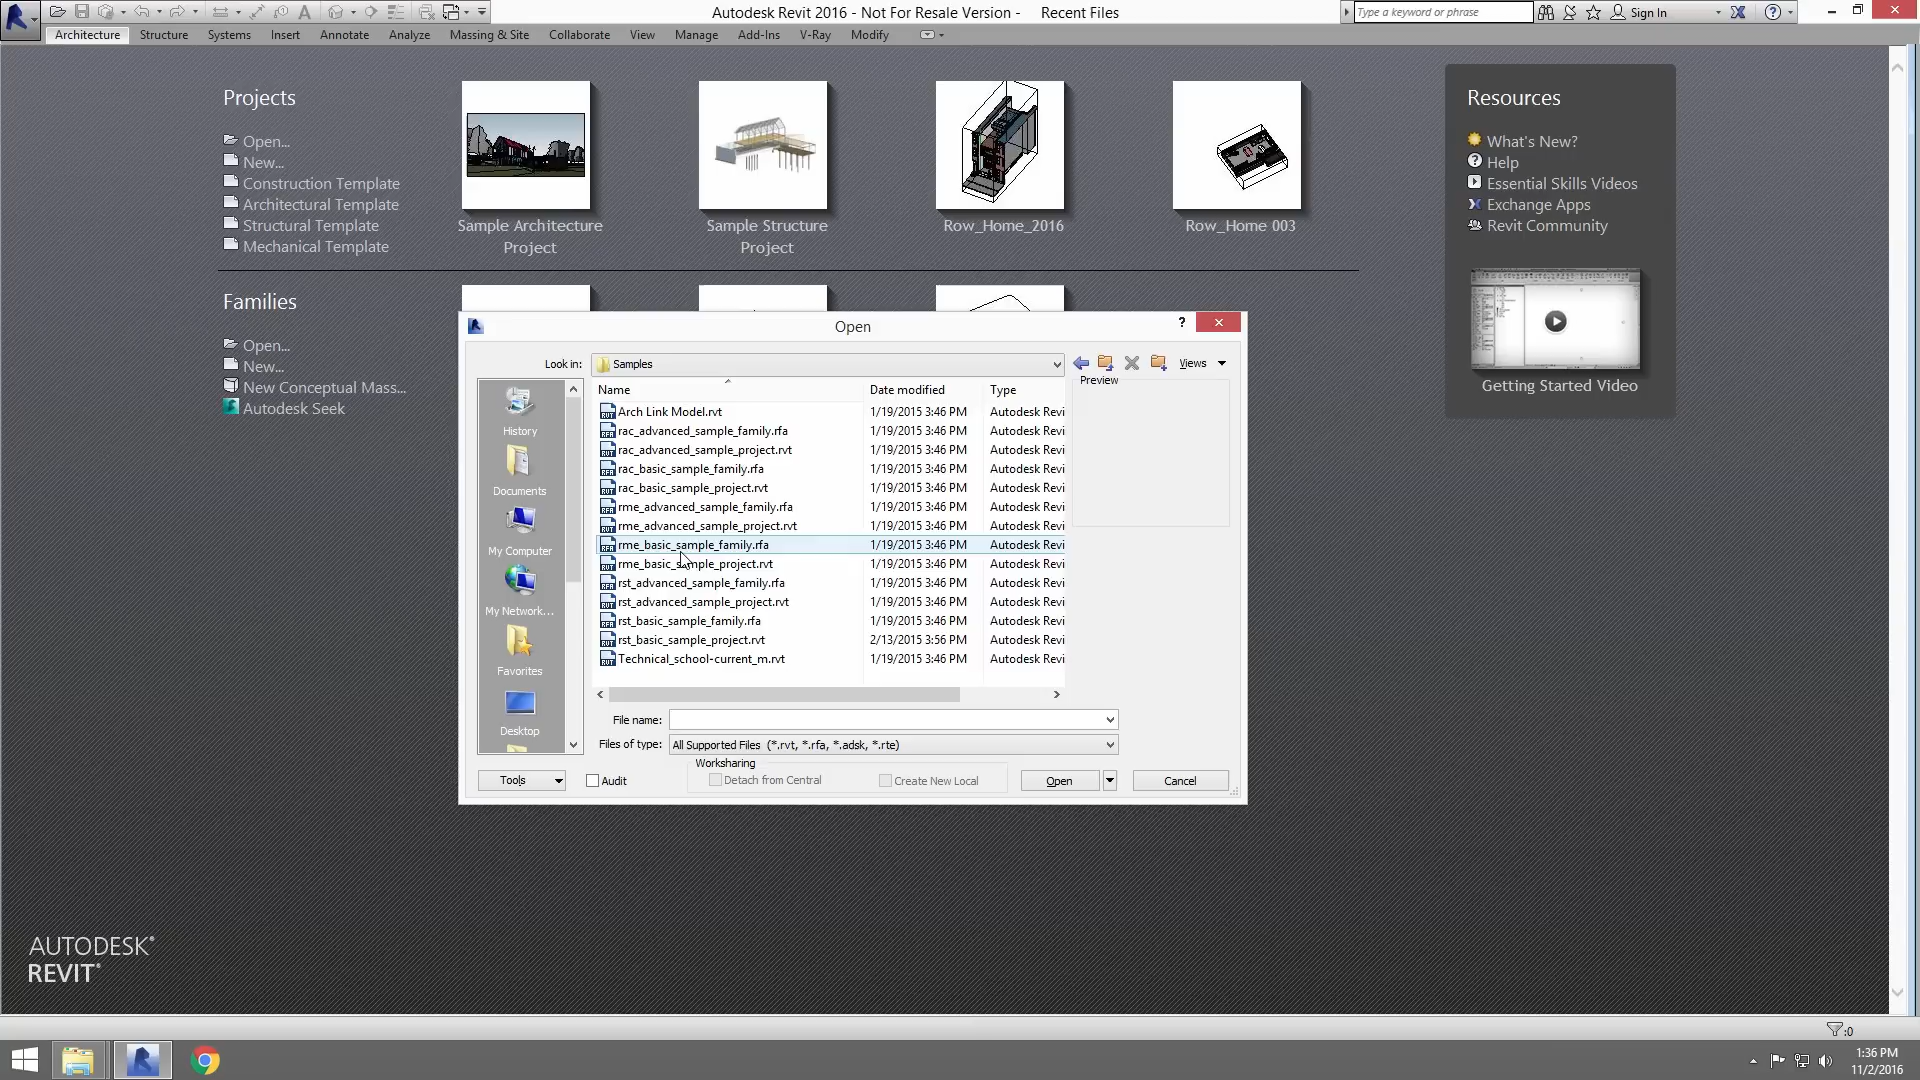 Autodesk Revit 2016 - Not For Resale Version - Recent Files
Type a keyword or phrase
Sign In
Architecture Structure Systems Insert Annotate Analyze Massing & Site Collaborate View Manage Add-Ins V-Ray Modify
Projects
Open...
New...
Construction Template
Architectural Template
Structural Template
Mechanical Template
Sample Architecture
Project
Sample Structure
Project
Row_Home_2016
Row_Home 003
Resources
What's New?
Help
Essential Skills Videos
Exchange Apps
Revit Community
Getting Started Video
Families
Open...
New...
New Conceptual Mass...
Autodesk Seek
Open
?
Look in: Samples
Views
Preview
History
Documents
My Computer
My Network...
Favorites
Desktop
Name Date modified Type
Arch Link Model.rvt 1/19/2015 3:46 PM Autodesk Revi
rac_advanced_sample_family.rfa 1/19/2015 3:46 PM Autodesk Revi
rac_advanced_sample_project.rvt 1/19/2015 3:46 PM Autodesk Revi
rac_basic_sample_family.rfa 1/19/2015 3:46 PM Autodesk Revi
rac_basic_sample_project.rvt 1/19/2015 3:46 PM Autodesk Revi
rme_advanced_sample_family.rfa 1/19/2015 3:46 PM Autodesk Revi
rme_advanced_sample_project.rvt 1/19/2015 3:46 PM Autodesk Revi
rme_basic_sample_family.rfa 1/19/2015 3:46 PM Autodesk Revi
rme_basic_sample_project.rvt 1/19/2015 3:46 PM Autodesk Revi
rst_advanced_sample_family.rfa 1/19/2015 3:46 PM Autodesk Revi
rst_advanced_sample_project.rvt 1/19/2015 3:46 PM Autodesk Revi
rst_basic_sample_family.rfa 1/19/2015 3:46 PM Autodesk Revi
rst_basic_sample_project.rvt 2/13/2015 3:56 PM Autodesk Revi
Technical_school-current_m.rvt 1/19/2015 3:46 PM Autodesk Revi
File name:
Files of type: All Supported Files (*.rvt, *.rfa, *.adsk, *.rte)
Worksharing
Tools Audit Detach from Central Create New Local Open Cancel
AUTODESK®
REVIT®
:0
1:36 PM
11/2/2016